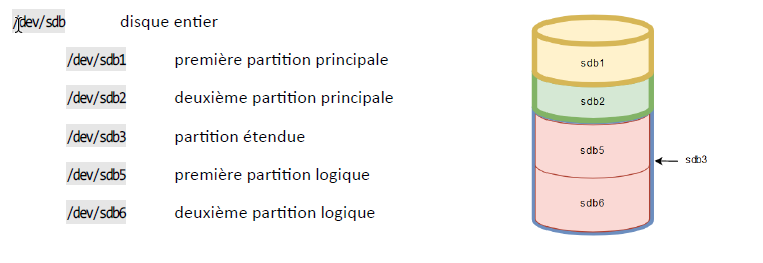 /dev/sdb disque entier
/dev/sdb1 première partition principale
/dev/sdb2 deuxième partition principale
/dev/sdb3 partition étendue
/dev/sdb5 première partition logique
/dev/sdb6 deuxième partition logique
sdb1
sdb2
sdb5
sdb3
sdb6